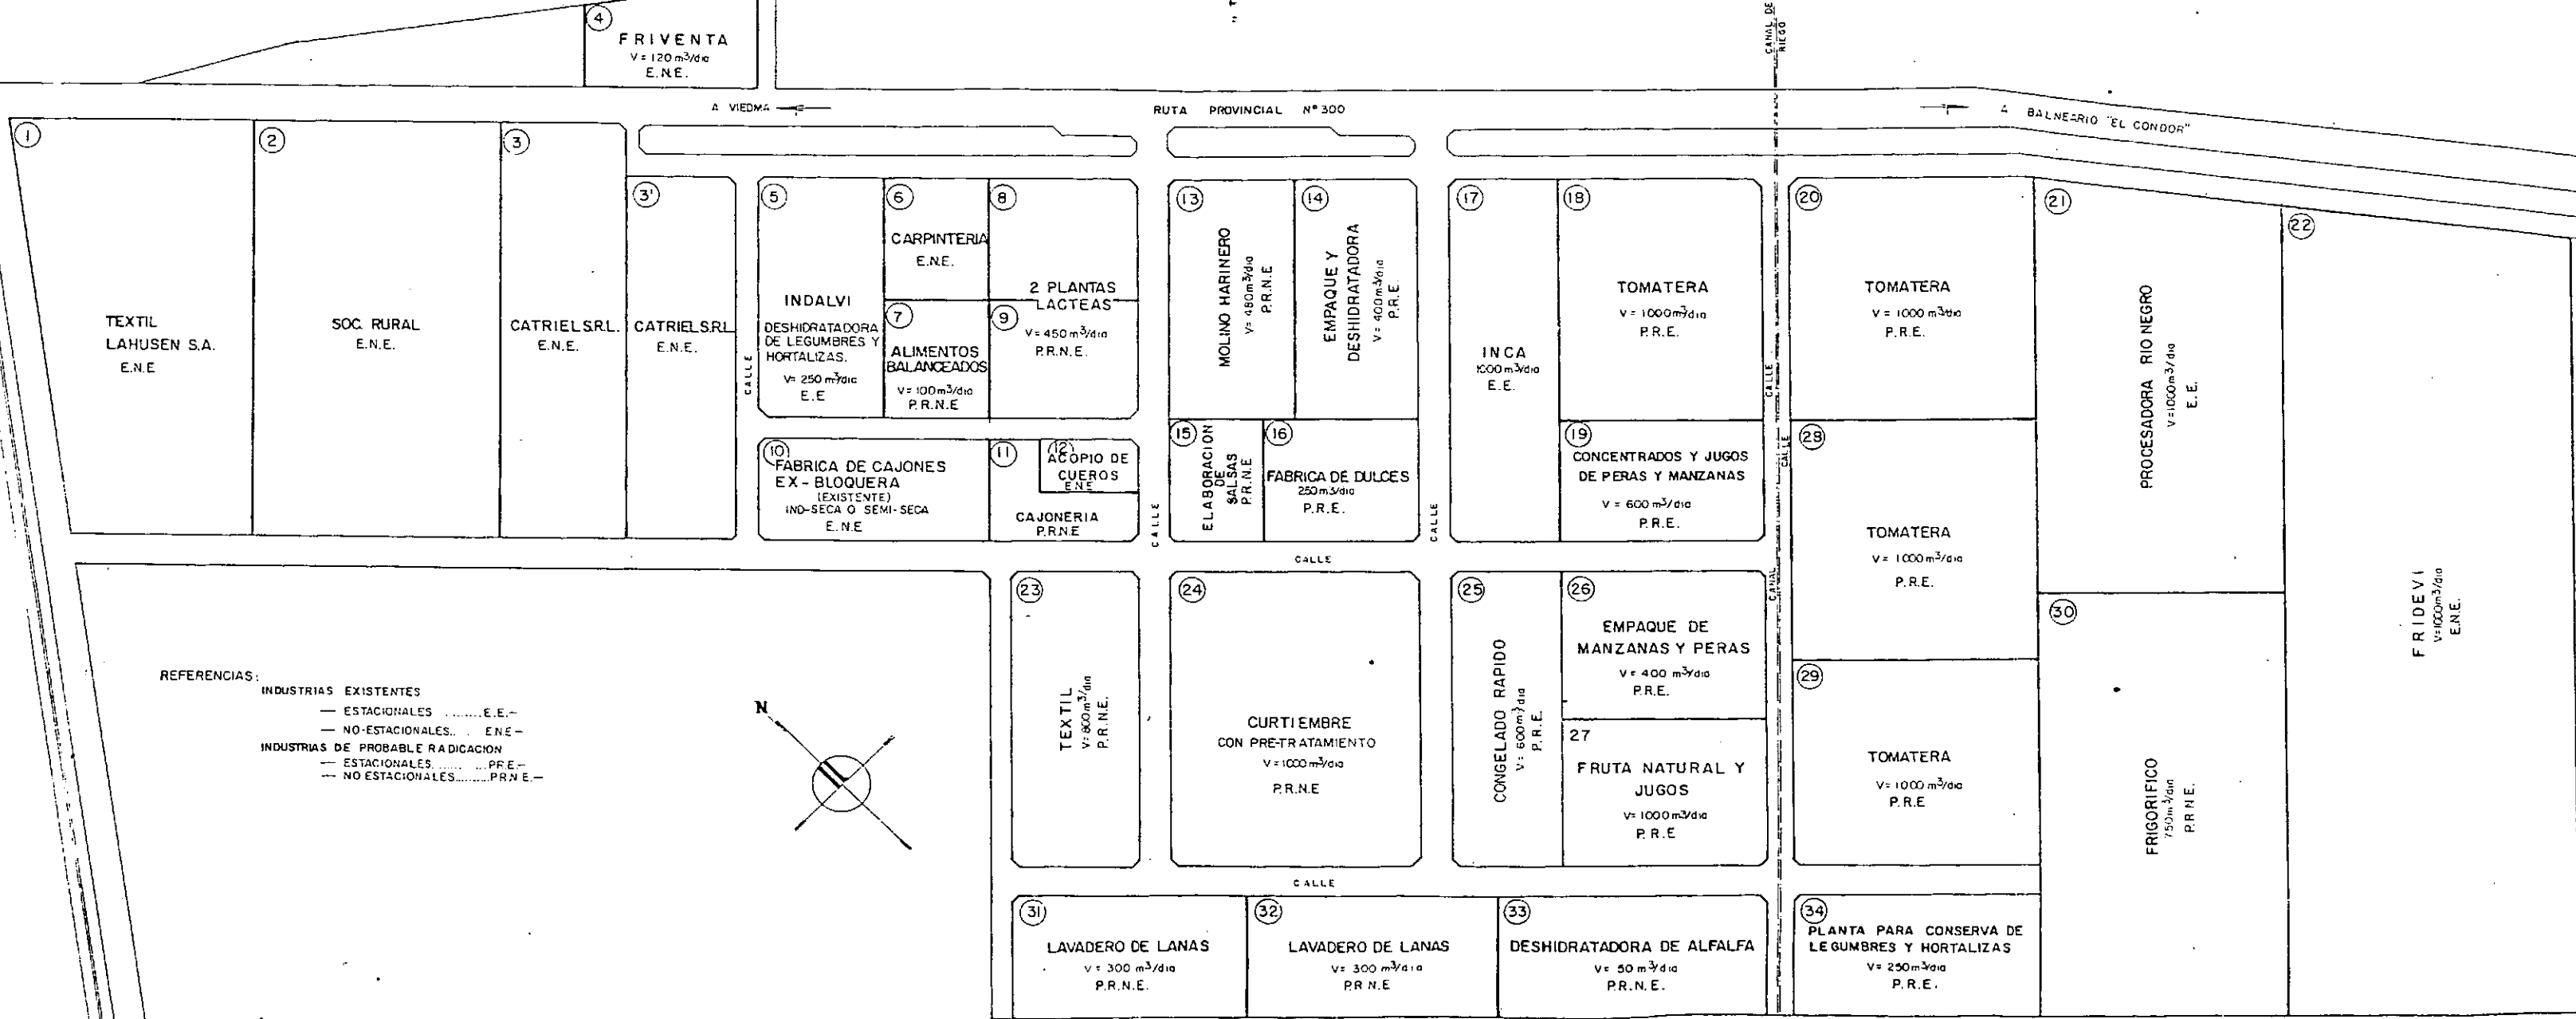 4
FRIVENTA
V = 120 m³/dia
E.N.E.
CANAL DE
RIEGO
A VIEDMA
RUTA PROVINCIAL Nº 300
A BALNEARIO "EL CONDOR"
1
TEXTIL
LAHUSEN S.A.
E.N.E
2
SOC. RURAL
E.N.E.
3
CATRIEL S.R.L.
E.N.E.
3'
CATRIEL S.R.L
E.N.E.
CALLE
5
INDALVI
DESHIDRATADORA
DE LEGUMBRES Y
HORTALIZAS.
V= 250 m³/dia
E.E
6
CARPINTERIA
E.N.E.
7
ALIMENTOS
BALANCEADOS
V= 100 m³/dia
P.R.N.E
8
2 PLANTAS
LACTEAS
9
V= 450 m³/dia
P.R.N.E.
10
FABRICA DE CAJONES
EX - BLOQUERA
(EXISTENTE)
IND-SECA O SEMI-SECA
E.N.E
11
CAJONERIA
P.R.N.E
12
ACOPIO DE
CUEROS
E.N.E
CALLE
13
MOLINO HARINERO
V= 480 m³/dia
P.R.N.E
14
EMPAQUE Y
DESHIDRATADORA
V= 400 m³/dia
P.R.E.
15
ELABORACION
DE
SALSAS
P.R.N.E
16
FABRICA DE DULCES
250 m³/dia
P.R.E.
CALLE
CALLE
17
INCA
1000 m³/dia
E.E.
18
TOMATERA
V = 1000 m³/dia
P.R.E.
19
CONCENTRADOS Y JUGOS
DE PERAS Y MANZANAS
V = 600 m³/dia
P.R.E.
CALLE
CALLE
CANAL
20
TOMATERA
V= 1000 m³/dia
P.R.E.
21
PROCESADORA RIO NEGRO
V=1000 m³/dia
E.E.
22
FRIDEVI
V=1000 m³/dia
E.N.E.
23
TEXTIL
V= 800 m³/dia
P.R.N.E.
24
CURTIEMBRE
CON PRE-TRATAMIENTO
V = 1000 m³/dia
P.R.N.E
25
CONGELADO RAPIDO
V= 600 m³/dia
P.R.E.
26
EMPAQUE DE
MANZANAS Y PERAS
V = 400 m³/dia
P.R.E.
27
FRUTA NATURAL Y
JUGOS
V= 1000 m³/dia
P.R.E
28
TOMATERA
V = 1000 m³/dia
P.R.E.
29
TOMATERA
V= 1000 m³/dia
P.R.E
30
FRIGORIFICO
750 m³/dia
P.R.N.E.
CALLE
31
LAVADERO DE LANAS
V = 300 m³/dia
P.R.N.E.
32
LAVADERO DE LANAS
V= 300 m³/dia
P.R N.E
33
DESHIDRATADORA DE ALFALFA
V= 50 m³/dia
P.R.N.E.
34
PLANTA PARA CONSERVA DE
LEGUMBRES Y HORTALIZAS
V= 250 m³/dia
P.R.E.
REFERENCIAS:
INDUSTRIAS EXISTENTES
— ESTACIONALES ........E.E.—
— NO-ESTACIONALES.. . E.N.E —
INDUSTRIAS DE PROBABLE RADICACION
— ESTACIONALES....... ...P.R.E.—
— NO ESTACIONALES.........P.R.N E.—
N